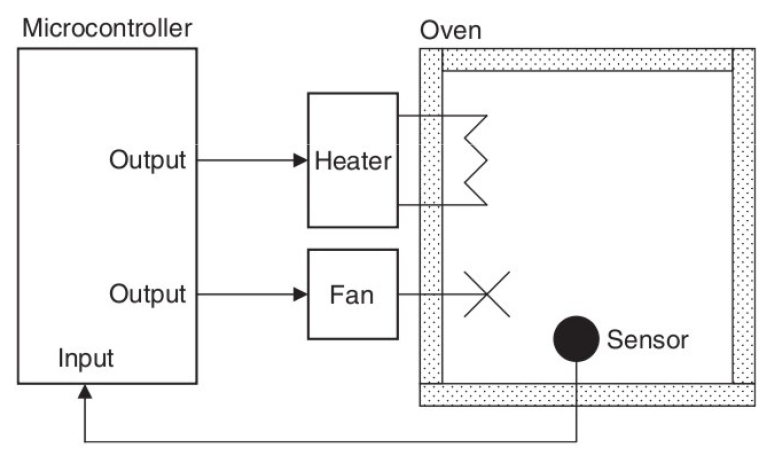 Microcontroller
Oven
Output
Heater
Output
Fan
Sensor
Input